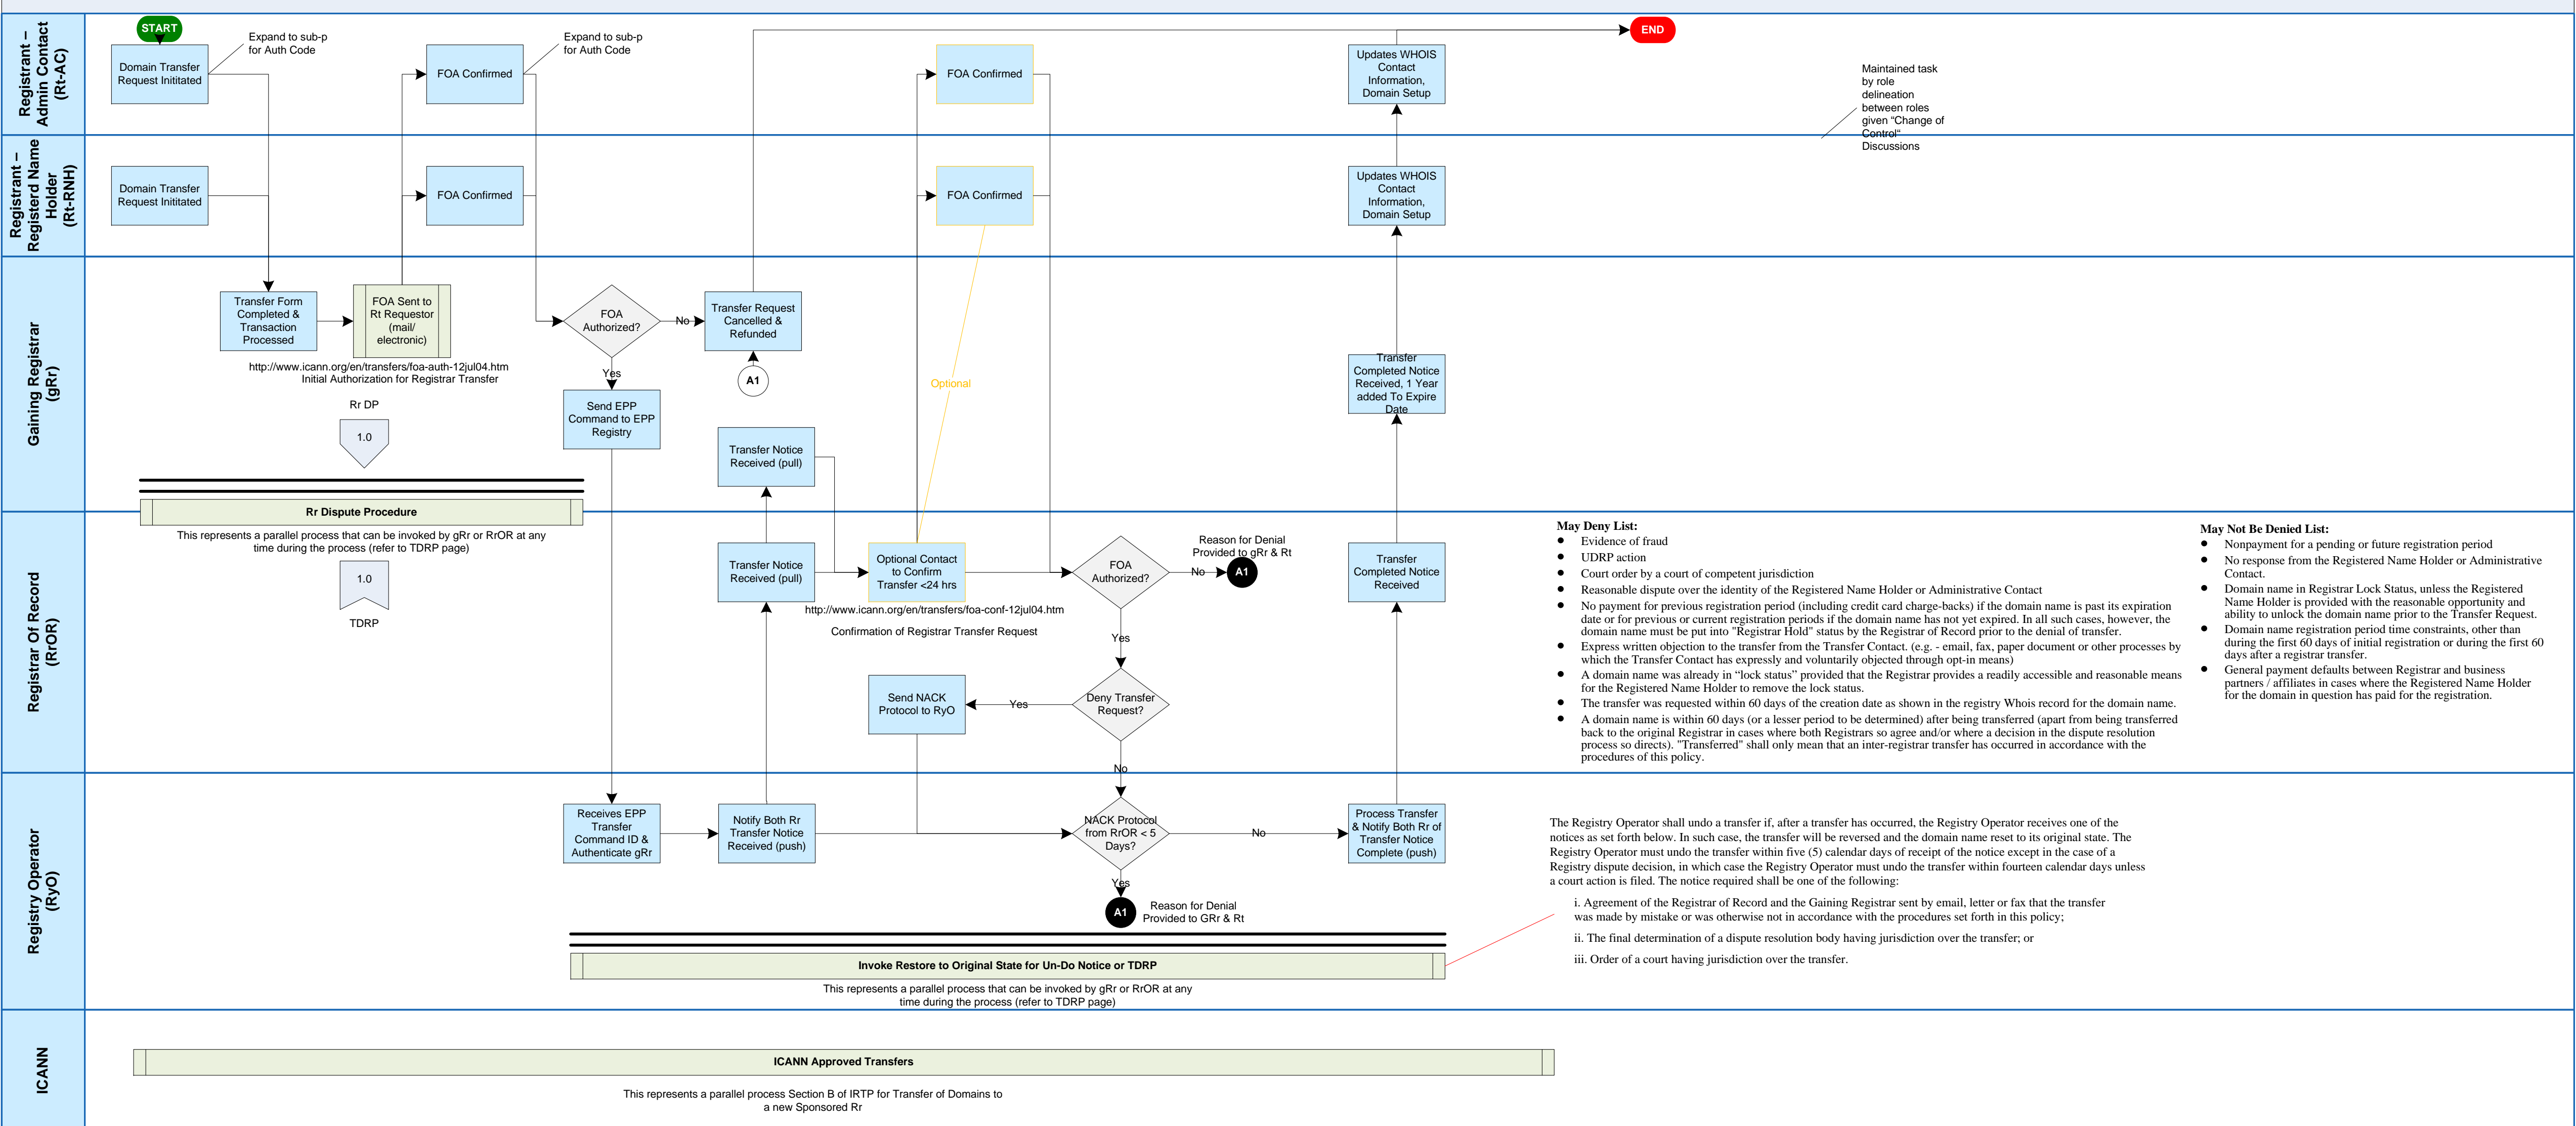 Registrant –
Admin Contact
(Rt-AC)
START
Domain Transfer
Request Inititated
Expand to sub-p
for Auth Code
FOA Confirmed
Expand to sub-p
for Auth Code
FOA Confirmed
Updates WHOIS
Contact
Information,
Domain Setup
END
Maintained task
by role
delineation
between roles
given “Change of
Control“
Discussions
Registrant –
Registerd Name
Holder
(Rt-RNH)
Domain Transfer
Request Inititated
FOA Confirmed
FOA Confirmed
Updates WHOIS
Contact
Information,
Domain Setup
Gaining Registrar
(gRr)
Transfer Form
Completed &
Transaction
Processed
FOA Sent to
Rt Requestor
(mail/
electronic)
http://www.icann.org/en/transfers/foa-auth-12jul04.htm
Initial Authorization for Registrar Transfer
FOA
Authorized?
No
Yes
Transfer Request
Cancelled &
Refunded
A1
Send EPP
Command to EPP
Registry
Optional
Transfer
Completed Notice
Received, 1 Year
added To Expire
Date
Rr DP
1.0
Transfer Notice
Received (pull)
Rr Dispute Procedure
This represents a parallel process that can be invoked by gRr or RrOR at any
time during the process (refer to TDRP page)
1.0
TDRP
Registrar Of Record
(RrOR)
Transfer Notice
Received (pull)
Optional Contact
to Confirm
Transfer <24 hrs
http://www.icann.org/en/transfers/foa-conf-12jul04.htm
Confirmation of Registrar Transfer Request
FOA
Authorized?
No
Reason for Denial
Provided to gRr & Rt
A1
Yes
Transfer
Completed Notice
Received
Send NACK
Protocol to RyO
Yes
Deny Transfer
Request?
No
May Deny List:
● Evidence of fraud
● UDRP action
● Court order by a court of competent jurisdiction
● Reasonable dispute over the identity of the Registered Name Holder or Administrative Contact
● No payment for previous registration period (including credit card charge-backs) if the domain name is past its expiration
date or for previous or current registration periods if the domain name has not yet expired. In all such cases, however, the
domain name must be put into "Registrar Hold" status by the Registrar of Record prior to the denial of transfer.
● Express written objection to the transfer from the Transfer Contact. (e.g. - email, fax, paper document or other processes by
which the Transfer Contact has expressly and voluntarily objected through opt-in means)
● A domain name was already in “lock status” provided that the Registrar provides a readily accessible and reasonable means
for the Registered Name Holder to remove the lock status.
● The transfer was requested within 60 days of the creation date as shown in the registry Whois record for the domain name.
● A domain name is within 60 days (or a lesser period to be determined) after being transferred (apart from being transferred
back to the original Registrar in cases where both Registrars so agree and/or where a decision in the dispute resolution
process so directs). "Transferred" shall only mean that an inter-registrar transfer has occurred in accordance with the
procedures of this policy.
May Not Be Denied List:
● Nonpayment for a pending or future registration period
● No response from the Registered Name Holder or Administrative
Contact.
● Domain name in Registrar Lock Status, unless the Registered
Name Holder is provided with the reasonable opportunity and
ability to unlock the domain name prior to the Transfer Request.
● Domain name registration period time constraints, other than
during the first 60 days of initial registration or during the first 60
days after a registrar transfer.
● General payment defaults between Registrar and business
partners / affiliates in cases where the Registered Name Holder
for the domain in question has paid for the registration.
Registry Operator
(RyO)
Receives EPP
Transfer
Command ID &
Authenticate gRr
Notify Both Rr
Transfer Notice
Received (push)
NACK Protocol
from RrOR < 5
Days?
No
Yes
A1
Reason for Denial
Provided to GRr & Rt
Process Transfer
& Notify Both Rr of
Transfer Notice
Complete (push)
The Registry Operator shall undo a transfer if, after a transfer has occurred, the Registry Operator receives one of the
notices as set forth below. In such case, the transfer will be reversed and the domain name reset to its original state. The
Registry Operator must undo the transfer within five (5) calendar days of receipt of the notice except in the case of a
Registry dispute decision, in which case the Registry Operator must undo the transfer within fourteen calendar days unless
a court action is filed. The notice required shall be one of the following:
i. Agreement of the Registrar of Record and the Gaining Registrar sent by email, letter or fax that the transfer
was made by mistake or was otherwise not in accordance with the procedures set forth in this policy;
ii. The final determination of a dispute resolution body having jurisdiction over the transfer; or
iii. Order of a court having jurisdiction over the transfer.
Invoke Restore to Original State for Un-Do Notice or TDRP
This represents a parallel process that can be invoked by gRr or RrOR at any
time during the process (refer to TDRP page)
ICANN
ICANN Approved Transfers
This represents a parallel process Section B of IRTP for Transfer of Domains to
a new Sponsored Rr